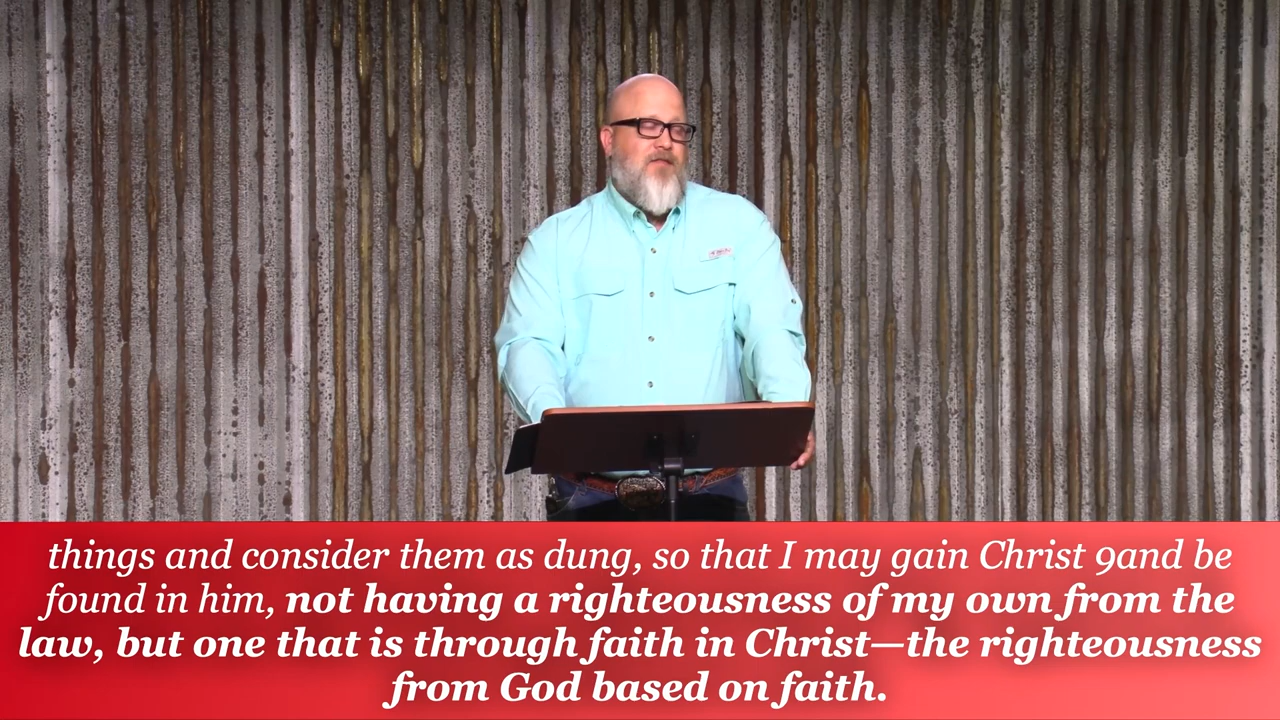 things and consider them as dung, so that I may gain Christ 9and be
found in him, not having a righteousness of my own from the
law, but one that is through faith in Christ—the righteousness
from God based on faith.